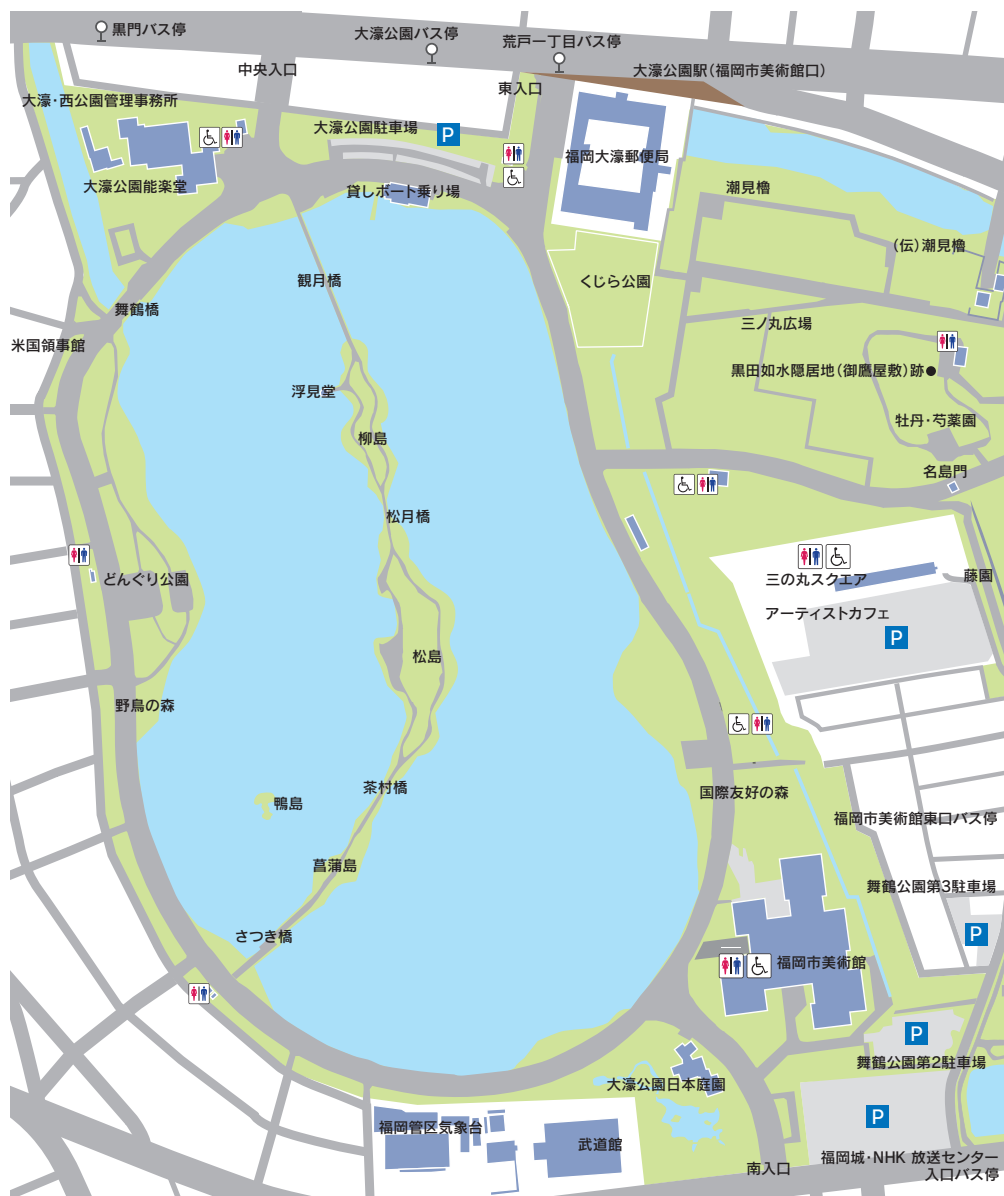 黒門バス停
大濠公園バス停
荒戸一丁目バス停
中央入口
大濠公園駅(福岡市美術館口)
東入口
大濠・西公園管理事務所
大濠公園駐車場
P
福岡大濠郵便局
大濠公園能楽堂
貸しボート乗り場
潮見櫓
(伝)潮見櫓
観月橋
くじら公園
舞鶴橋
三ノ丸広場
米国領事館
黒田如水隠居地(御鷹屋敷)跡
浮見堂
牡丹・芍薬園
柳島
名島門
松月橋
どんぐり公園
三の丸スクエア
藤園
アーティストカフェ
P
松島
野鳥の森
茶村橋
国際友好の森
鴨島
福岡市美術館東口バス停
菖蒲島
舞鶴公園第3駐車場
P
さつき橋
福岡市美術館
P
舞鶴公園第2駐車場
大濠公園日本庭園
P
福岡管区気象台
武道館
南入口
福岡城・NHK 放送センター
入口バス停